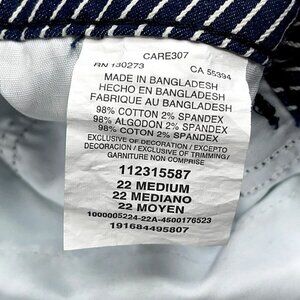 CARE307
RN 130273 CA 55394
MADE IN BANGLADESH
HECHO EN BANGLADESH
FABRIQUE AU BANGLADESH
98% COTTON 2% SPANDEX
98% ALGODON 2% SPANDEX
98% COTON 2% SPANDEX
EXCLUSIVE OF DECORATION / EXCEPTO
DECORACION / EXCLUSIVE OF TRIMMING/
GARNITURE NON COMPRISE
112315587
22 MEDIUM
22 MEDIANO
22 MOYEN
1000005224-22A-4500176523
191684495807